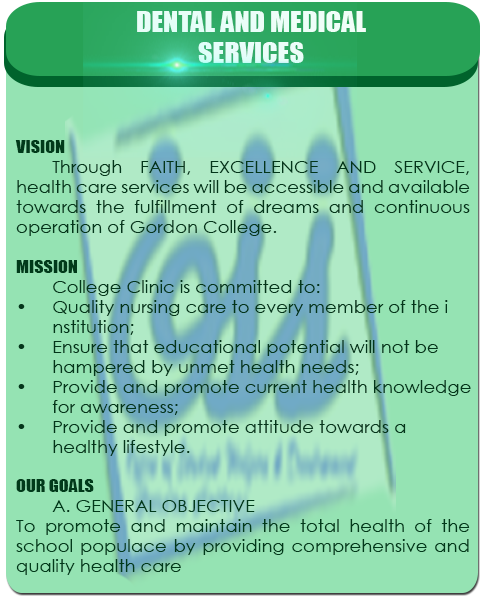 DENTAL AND MEDICAL
SERVICES
VISION
Through FAITH, EXCELLENCE AND SERVICE,
health care services will be accessible and available
towards the fulfillment of dreams and continuous
operation of Gordon College.
MISSION
College Clinic is committed to:
• Quality nursing care to every member of the i
nstitution;
• Ensure that educational potential will not be
hampered by unmet health needs;
• Provide and promote current health knowledge
for awareness;
• Provide and promote attitude towards a
healthy lifestyle.
OUR GOALS
A. GENERAL OBJECTIVE
To promote and maintain the total health of the
school populace by providing comprehensive and
quality health care